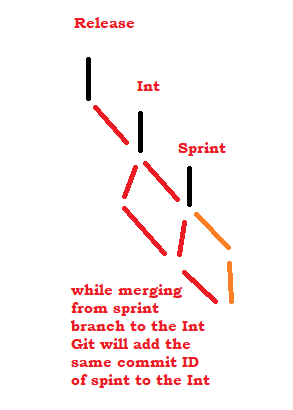 Release
Int
Sprint
while merging
from sprint
branch to the Int
Git will add the
same commit ID
of spint to the Int